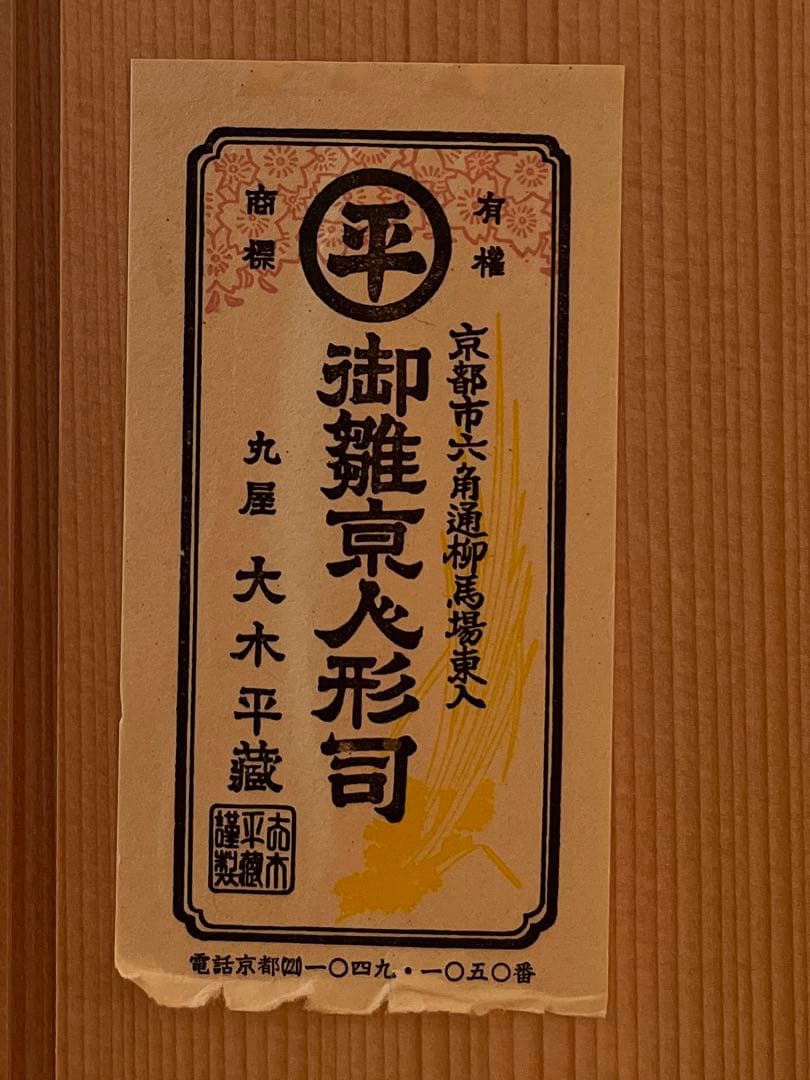 有權
平
商標
京都市六角通柳馬場東入
御雛京人形司
丸屋 大木平藏
大木
平藏
謹製
電話京都(221)一〇四九・一〇五〇番